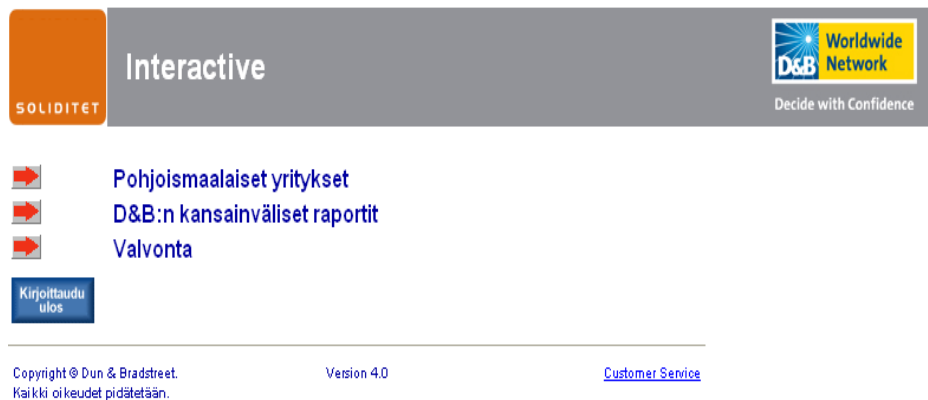 SOLIDITET
Interactive
D&B
Worldwide
Network
Decide with Confidence
Pohjoismaalaiset yritykset
D&B:n kansainväliset raportit
Valvonta
Kirjoittaudu
ulos
Copyright © Dun & Bradstreet.
Kaikki oikeudet pidätetään.
Version 4.0
Customer Service